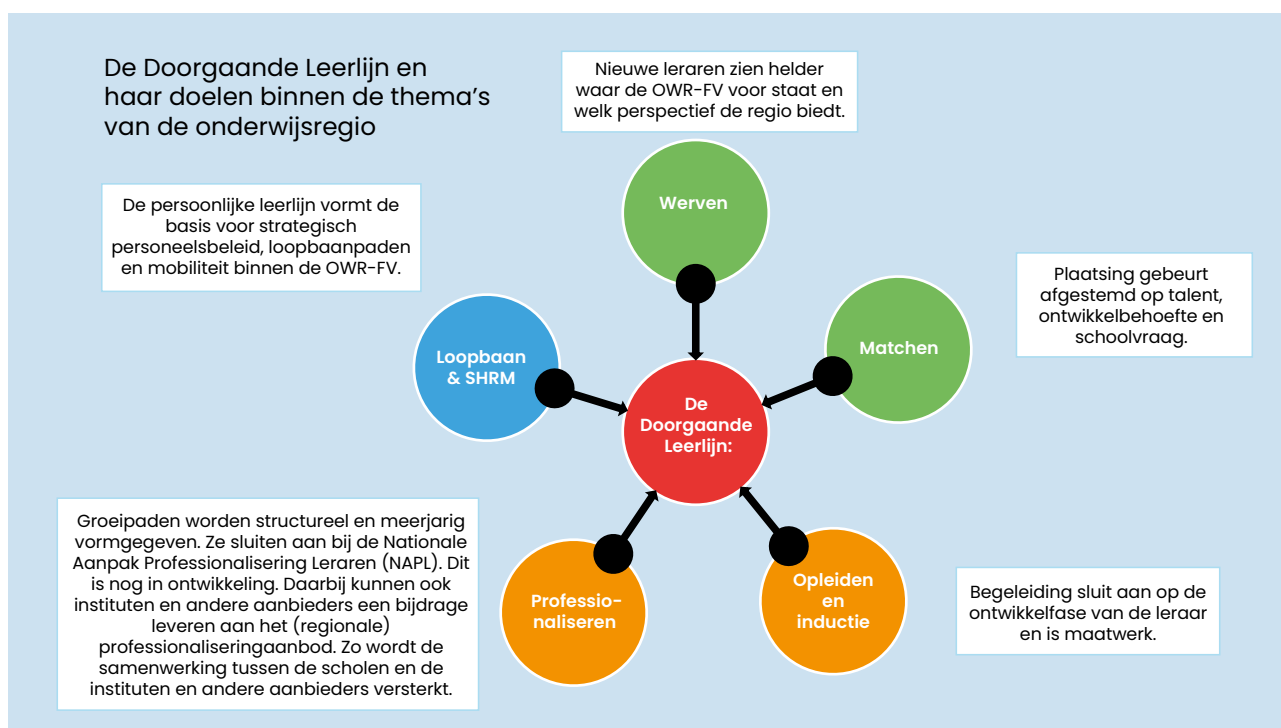 De Doorgaande Leerlijn en
haar doelen binnen de thema's
van de onderwijsregio
Nieuwe leraren zien helder
waar de OWR-FV voor staat en
welk perspectief de regio biedt.
Werven
De persoonlijke leerlijn vormt de
basis voor strategisch
personeelsbeleid, loopbaanpaden
en mobiliteit binnen de OWR-FV.
Plaatsing gebeurt
afgestemd op talent,
ontwikkelbehoefte en
schoolvraag.
Matchen
Loopbaan
& SHRM
De
Doorgaande
Leerlijn:
Groeipaden worden structureel en meerjarig
vormgegeven. Ze sluiten aan bij de Nationale
Aanpak Professionalisering Leraren (NAPL). Dit
is nog in ontwikkeling. Daarbij kunnen ook
instituten en andere aanbieders een bijdrage
leveren aan het (regionale)
professionaliseringaanbod. Zo wordt de
samenwerking tussen de scholen en de
instituten en andere aanbieders versterkt.
Professio-
naliseren
Opleiden
en
inductie
Begeleiding sluit aan op de
ontwikkelfase van de leraar
en is maatwerk.